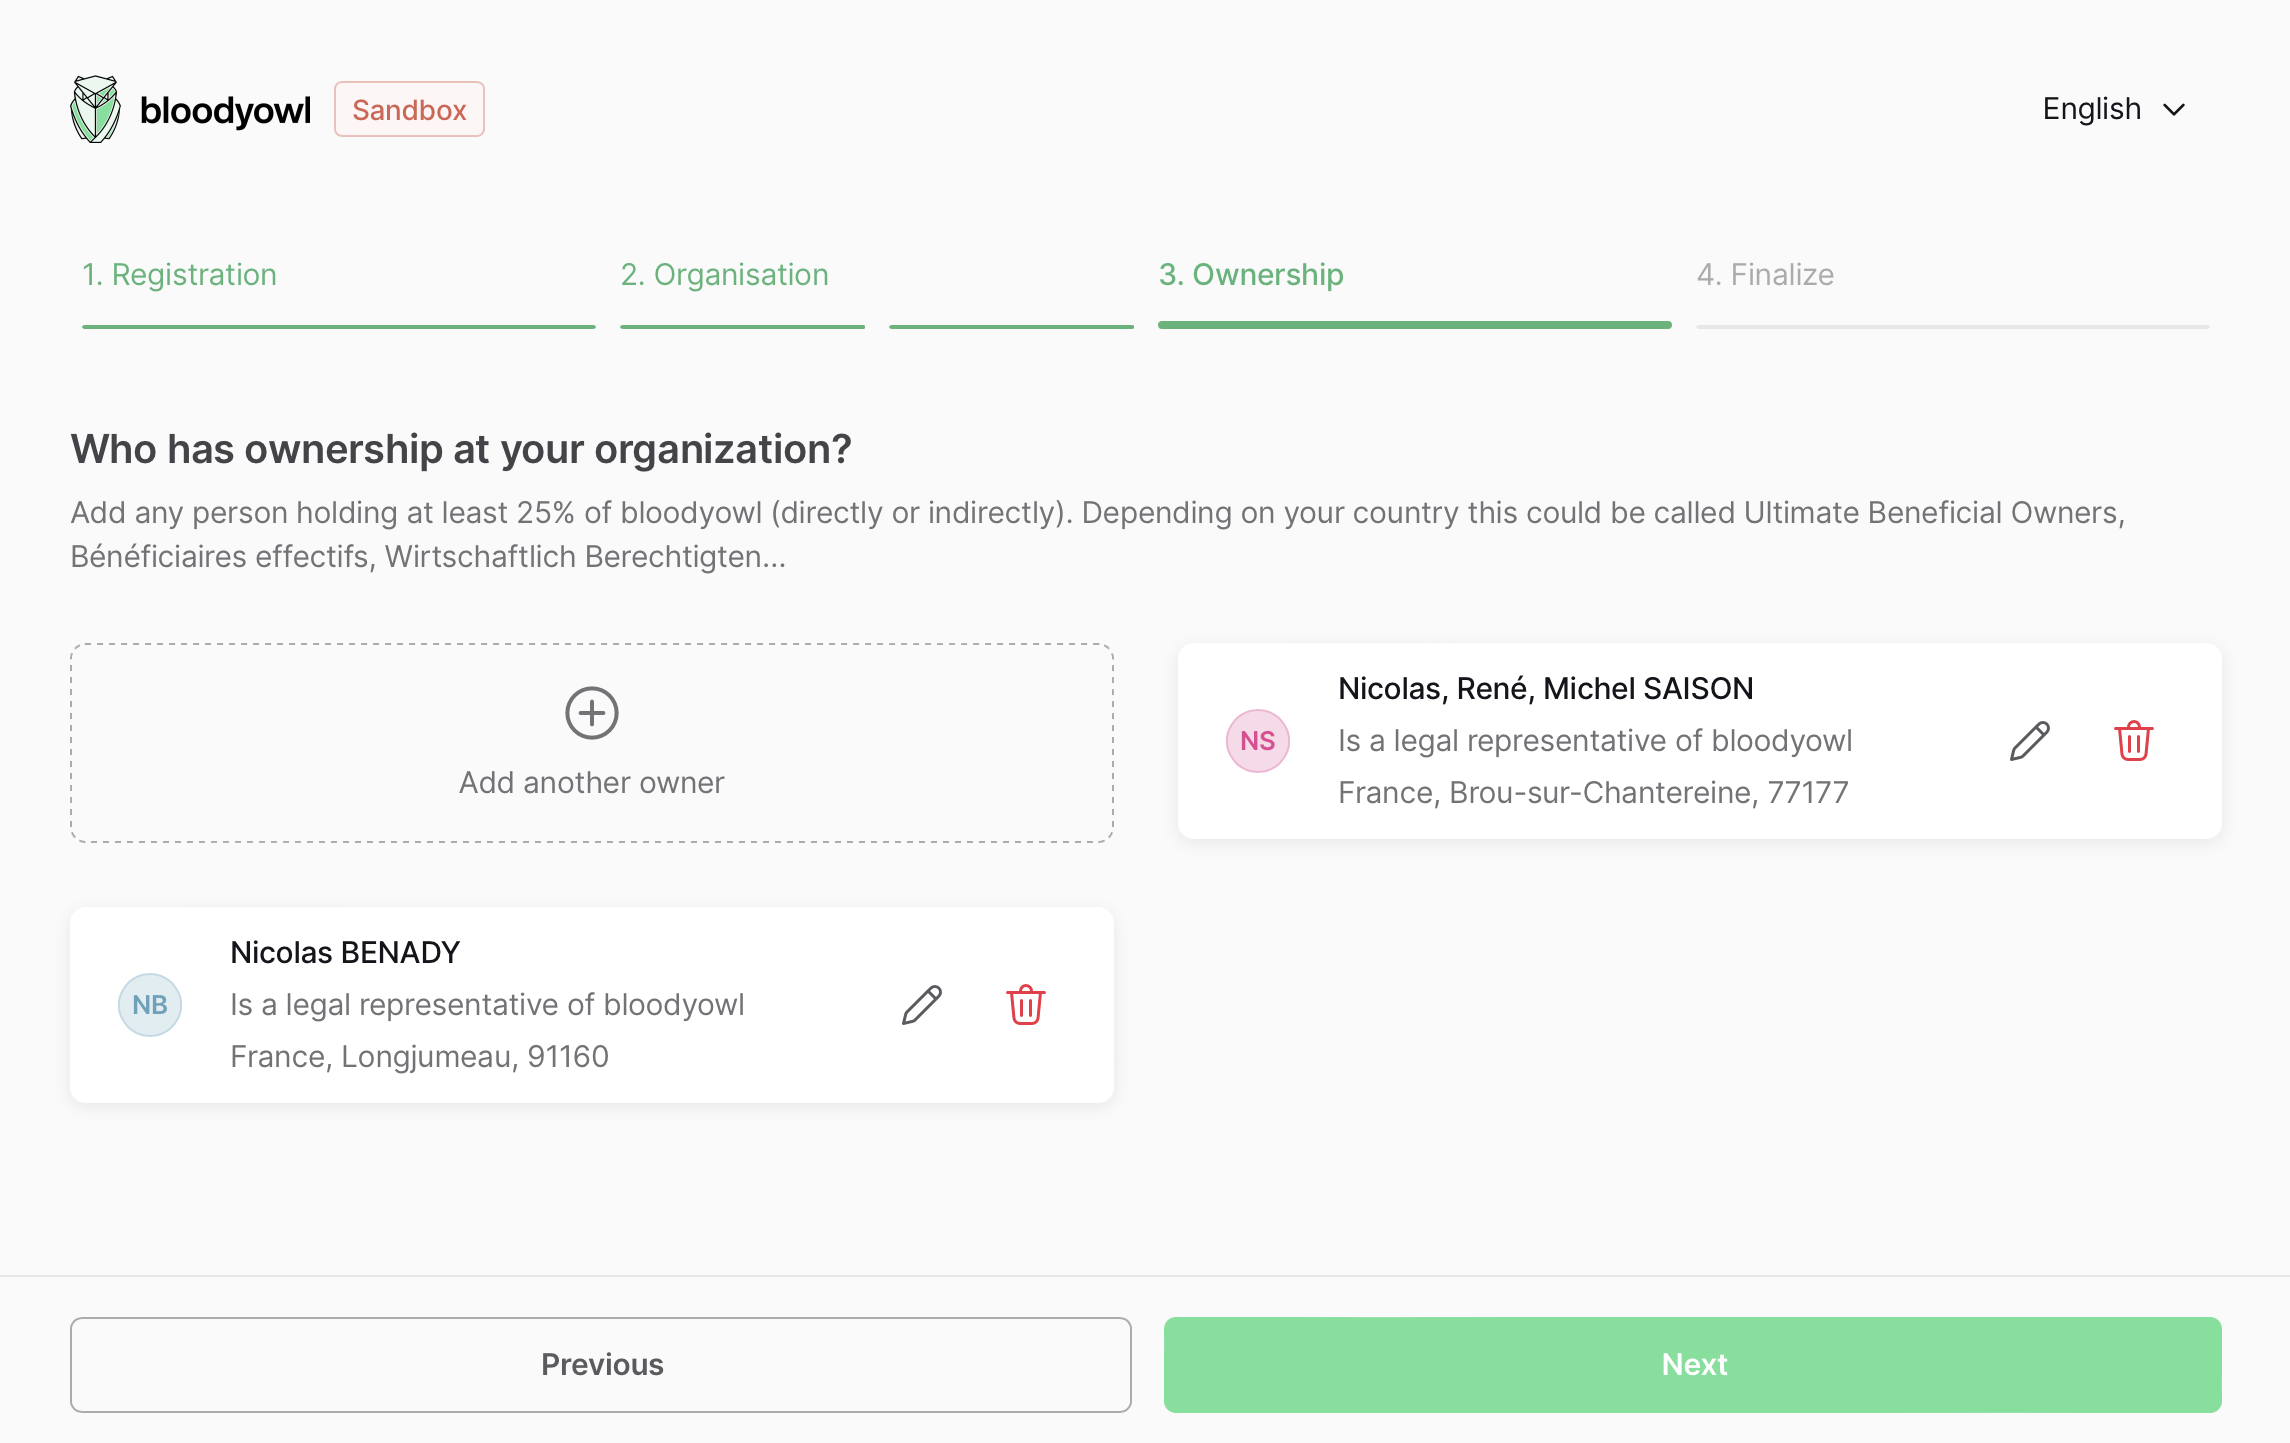 bloodyowl
Sandbox
English
1. Registration
2. Organisation
3. Ownership
4. Finalize
Who has ownership at your organization?
Add any person holding at least 25% of bloodyowl (directly or indirectly). Depending on your country this could be called Ultimate Beneficial Owners,
Bénéficiaires effectifs, Wirtschaftlich Berechtigten...
Add another owner
NS
Nicolas, René, Michel SAISON
Is a legal representative of bloodyowl
France, Brou-sur-Chantereine, 77177
NB
Nicolas BENADY
Is a legal representative of bloodyowl
France, Longjumeau, 91160
Previous
Next